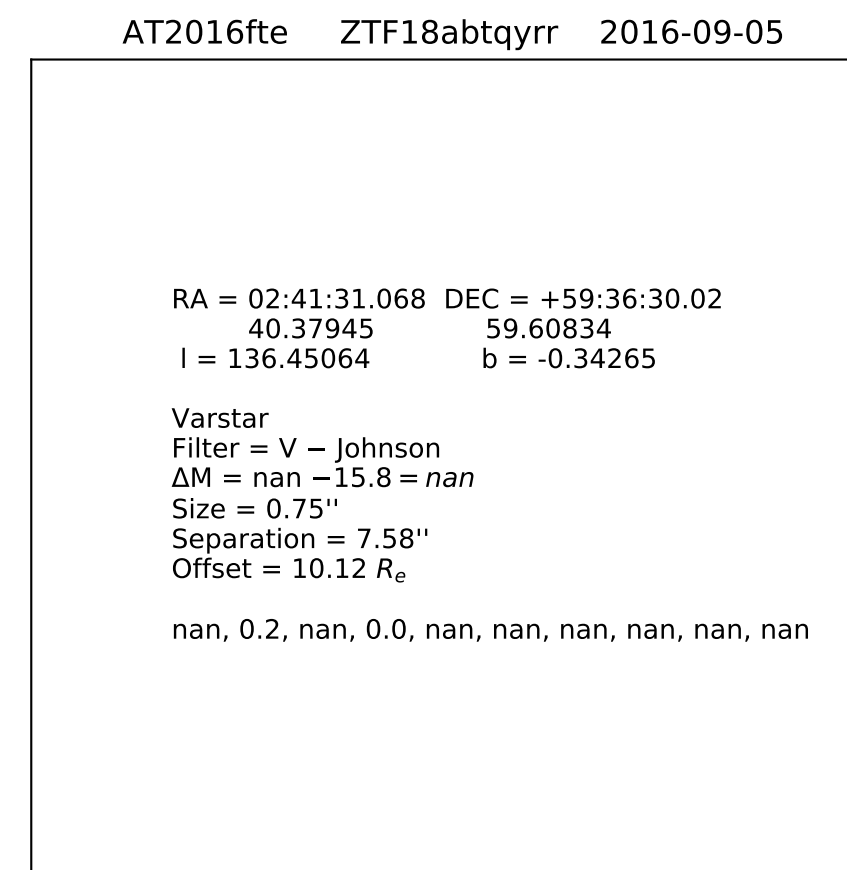 AT2016fte ZTF18abtqyrr 2016-09-05
RA = 02:41:31.068 DEC = +59:36:30.02
40.37945 59.60834
l = 136.45064 b = -0.34265
Varstar
Filter = V − Johnson
ΔM = nan −15.8 = nan
Size = 0.75''
Separation = 7.58''
Offset = 10.12 Re
nan, 0.2, nan, 0.0, nan, nan, nan, nan, nan, nan